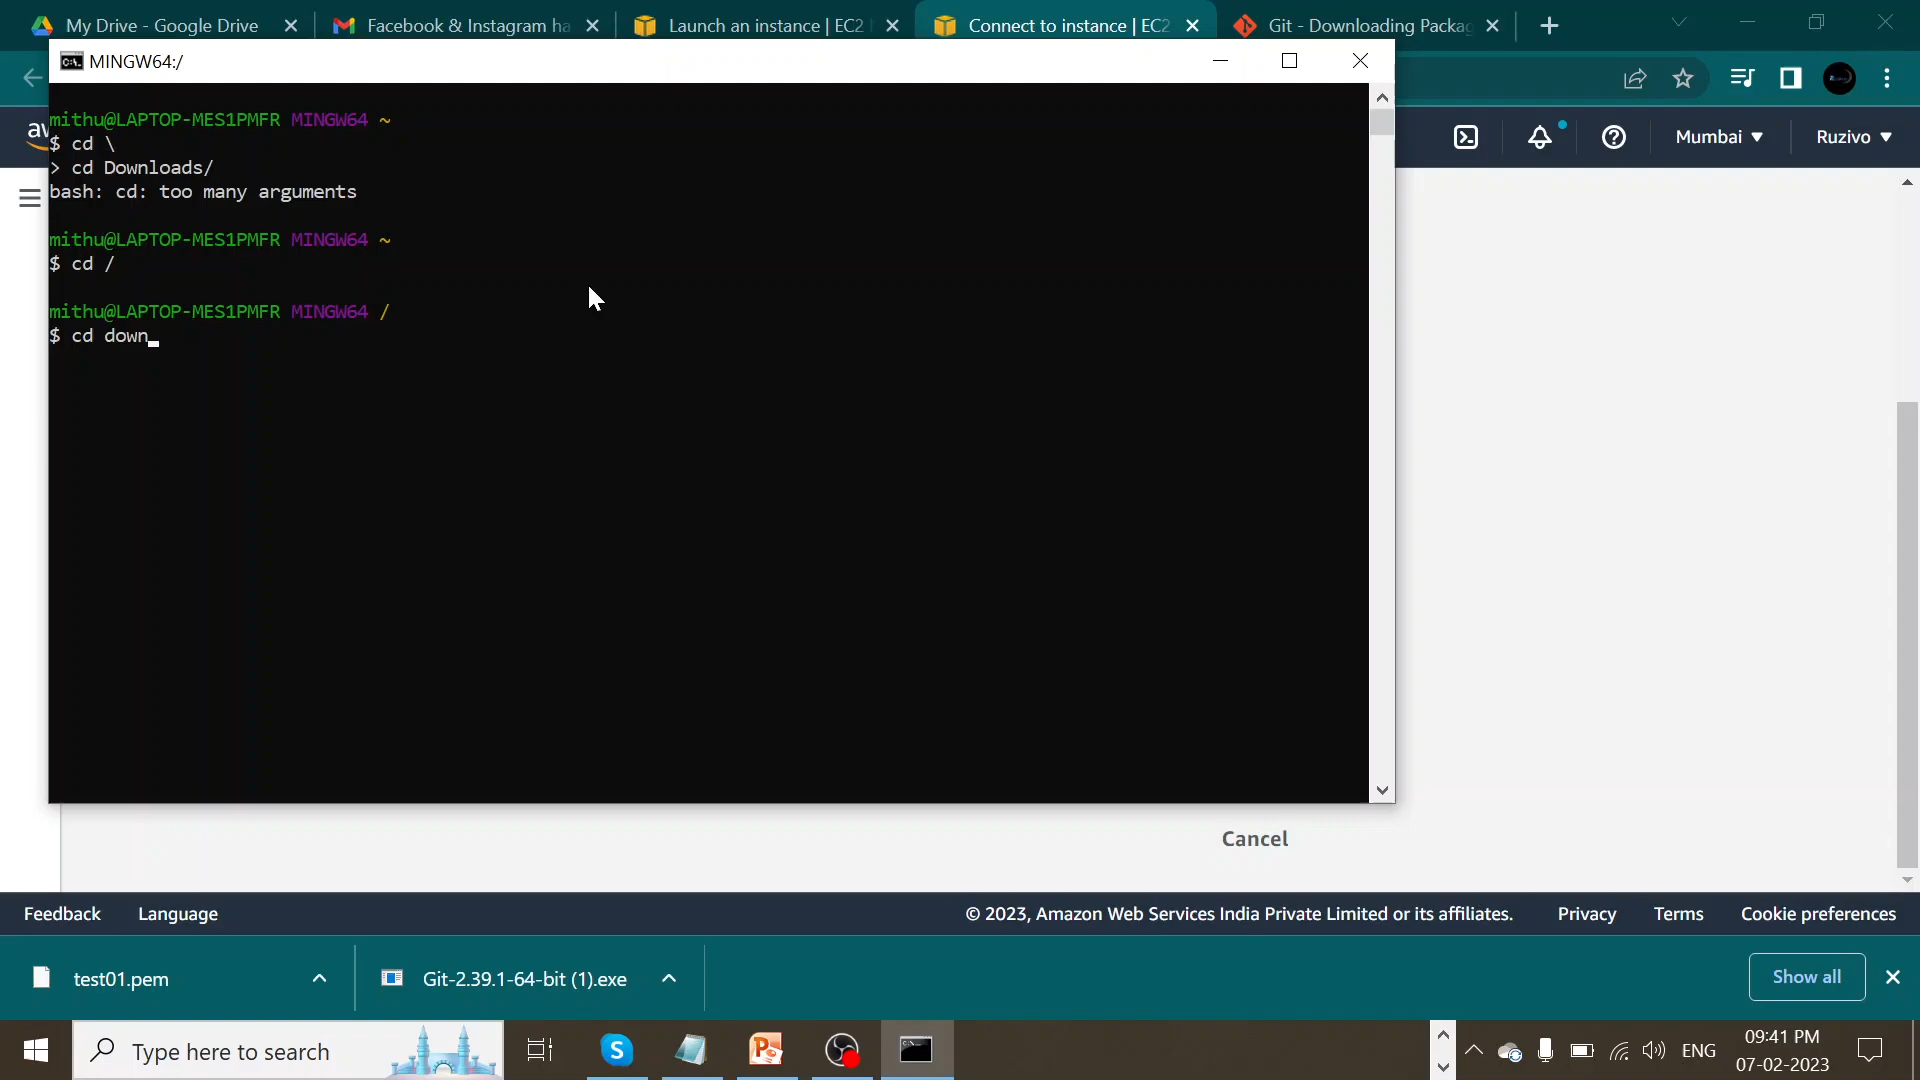 My Drive - Google Drive
Facebook & Instagram ha
Launch an instance | EC2
Connect to instance | EC2
Git - Downloading Packag
MINGW64:/
mithu@LAPTOP-MES1PMFR MINGW64 ~
$ cd \
> cd Downloads/
bash: cd: too many arguments
mithu@LAPTOP-MES1PMFR MINGW64 ~
$ cd /
mithu@LAPTOP-MES1PMFR MINGW64 /
$ cd down
Mumbai
Ruzivo
Cancel
Feedback Language © 2023, Amazon Web Services India Private Limited or its affiliates. Privacy Terms Cookie preferences
test01.pem
Git-2.39.1-64-bit (1).exe
Show all
Type here to search
ENG
09:41 PM
07-02-2023